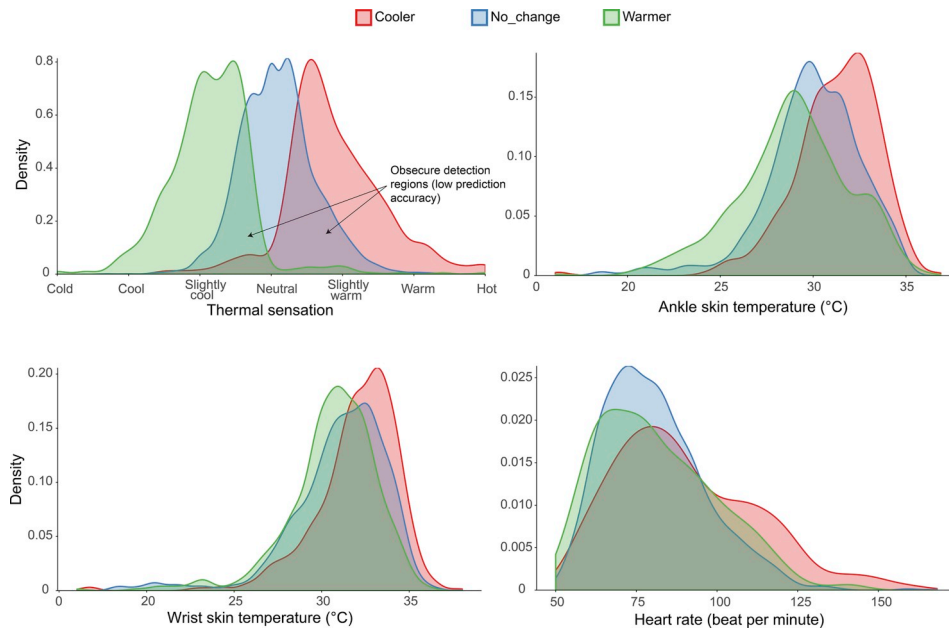 Cooler No_change Warmer
0.8
0.6
0.4
0.2
0
Density
Obscure detection
regions (low prediction
accuracy)
Cold Cool Slightly cool Neutral Slightly warm Warm Hot
Thermal sensation
0.15
0.10
0.05
0
0 20 25 30 35
Ankle skin temperature (°C)
0.20
0.15
0.10
0.05
0
Density
0 20 25 30 35
Wrist skin temperature (°C)
0.025
0.020
0.015
0.010
0.005
0
50 75 100 125 150
Heart rate (beat per minute)